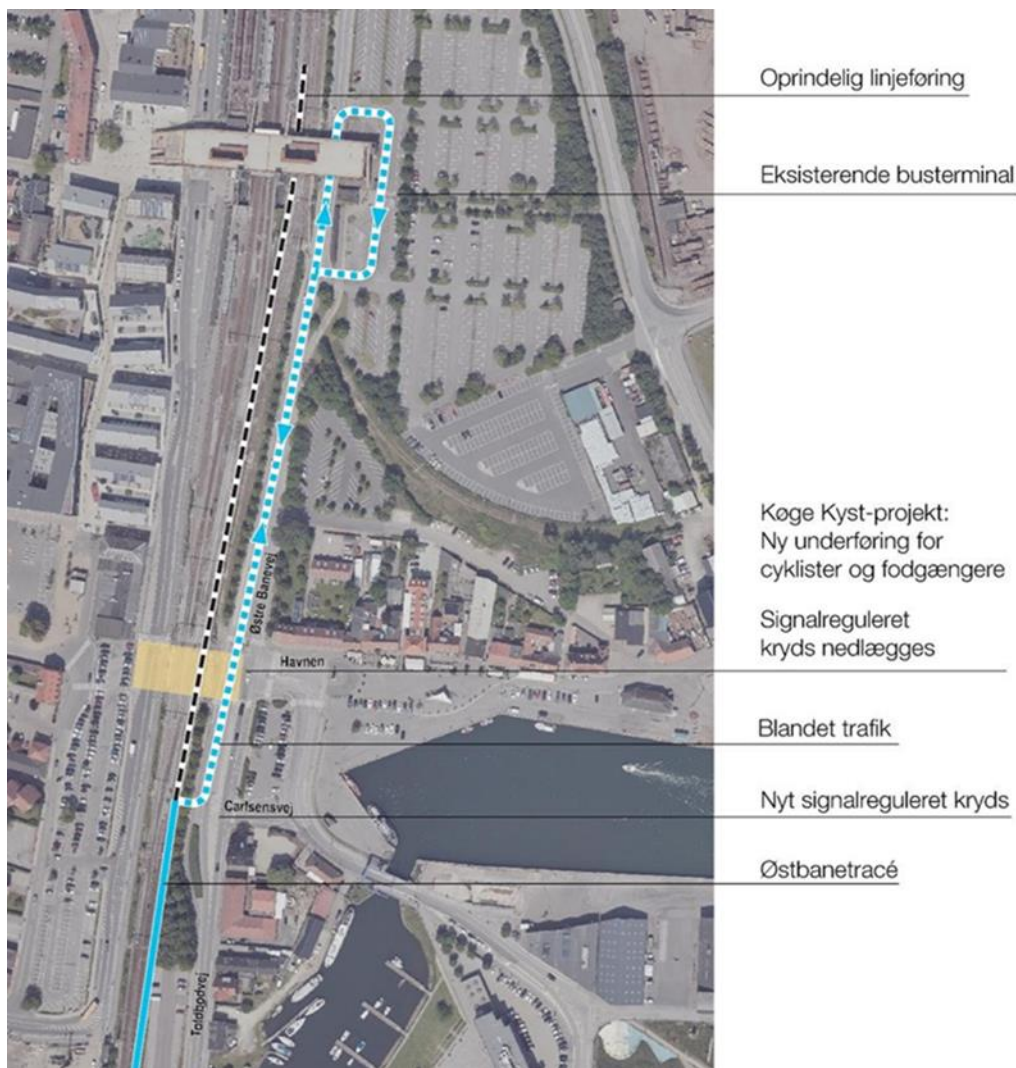 Oprindelig linjeføring
Eksisterende busterminal
Køge Kyst-projekt:
Ny underføring for
cyklister og fodgængere
Signalreguleret
kryds nedlægges
Blandet trafik
Nyt signalreguleret kryds
Østbanetracé
Østre Banevej
Havnen
Carlsensvej
Toldbodvej